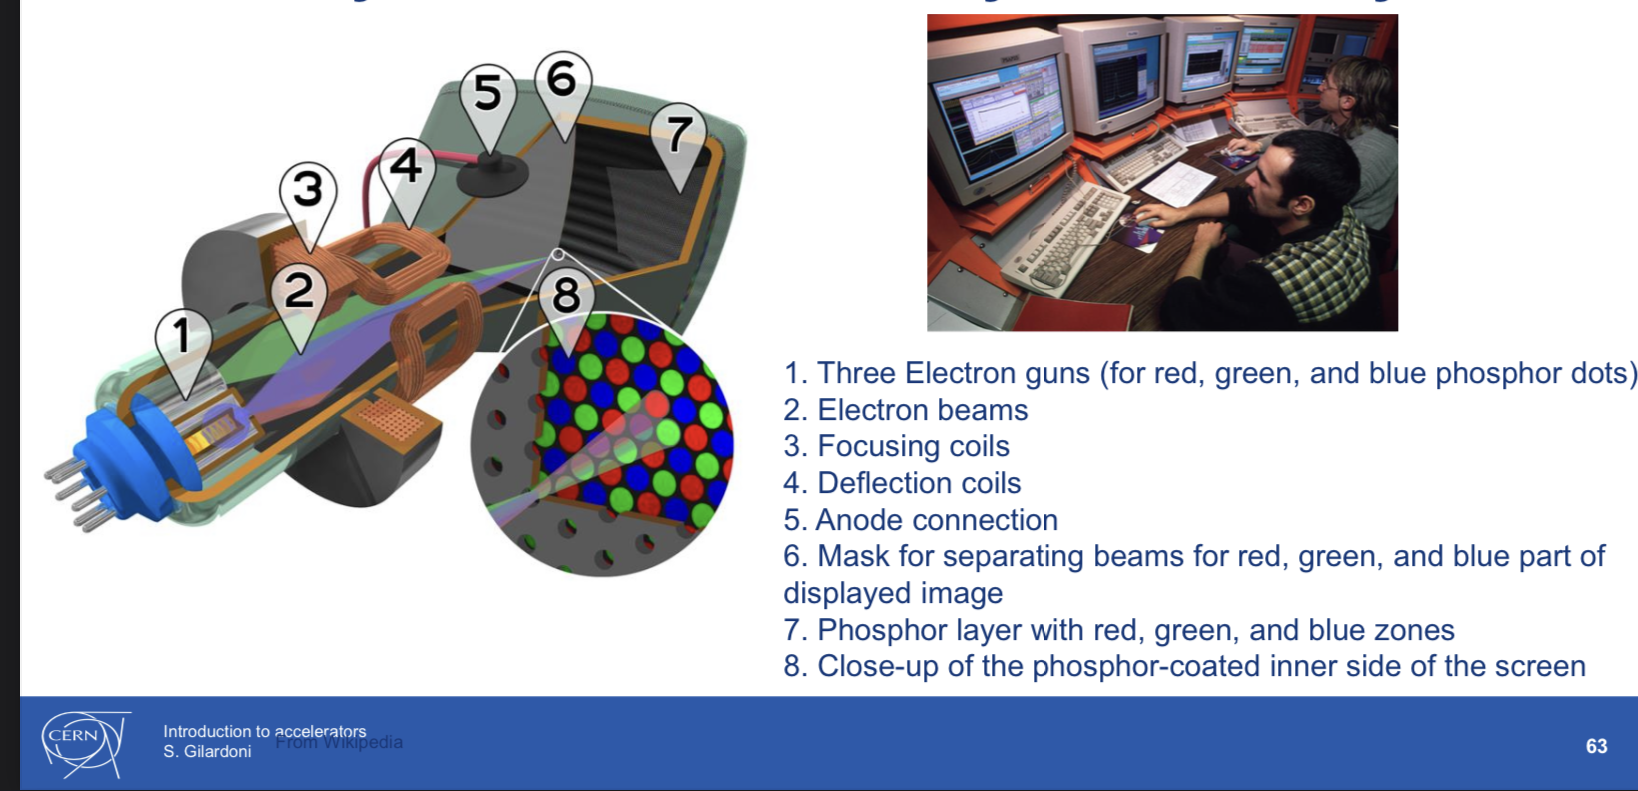 5
6
7
4
3
2
8
1
1. Three Electron guns (for red, green, and blue phosphor dots)
2. Electron beams
3. Focusing coils
4. Deflection coils
5. Anode connection
6. Mask for separating beams for red, green, and blue part of
displayed image
7. Phosphor layer with red, green, and blue zones
8. Close-up of the phosphor-coated inner side of the screen
CERN
Introduction to accelerators
S. Gilardoni
From Wikipedia
63